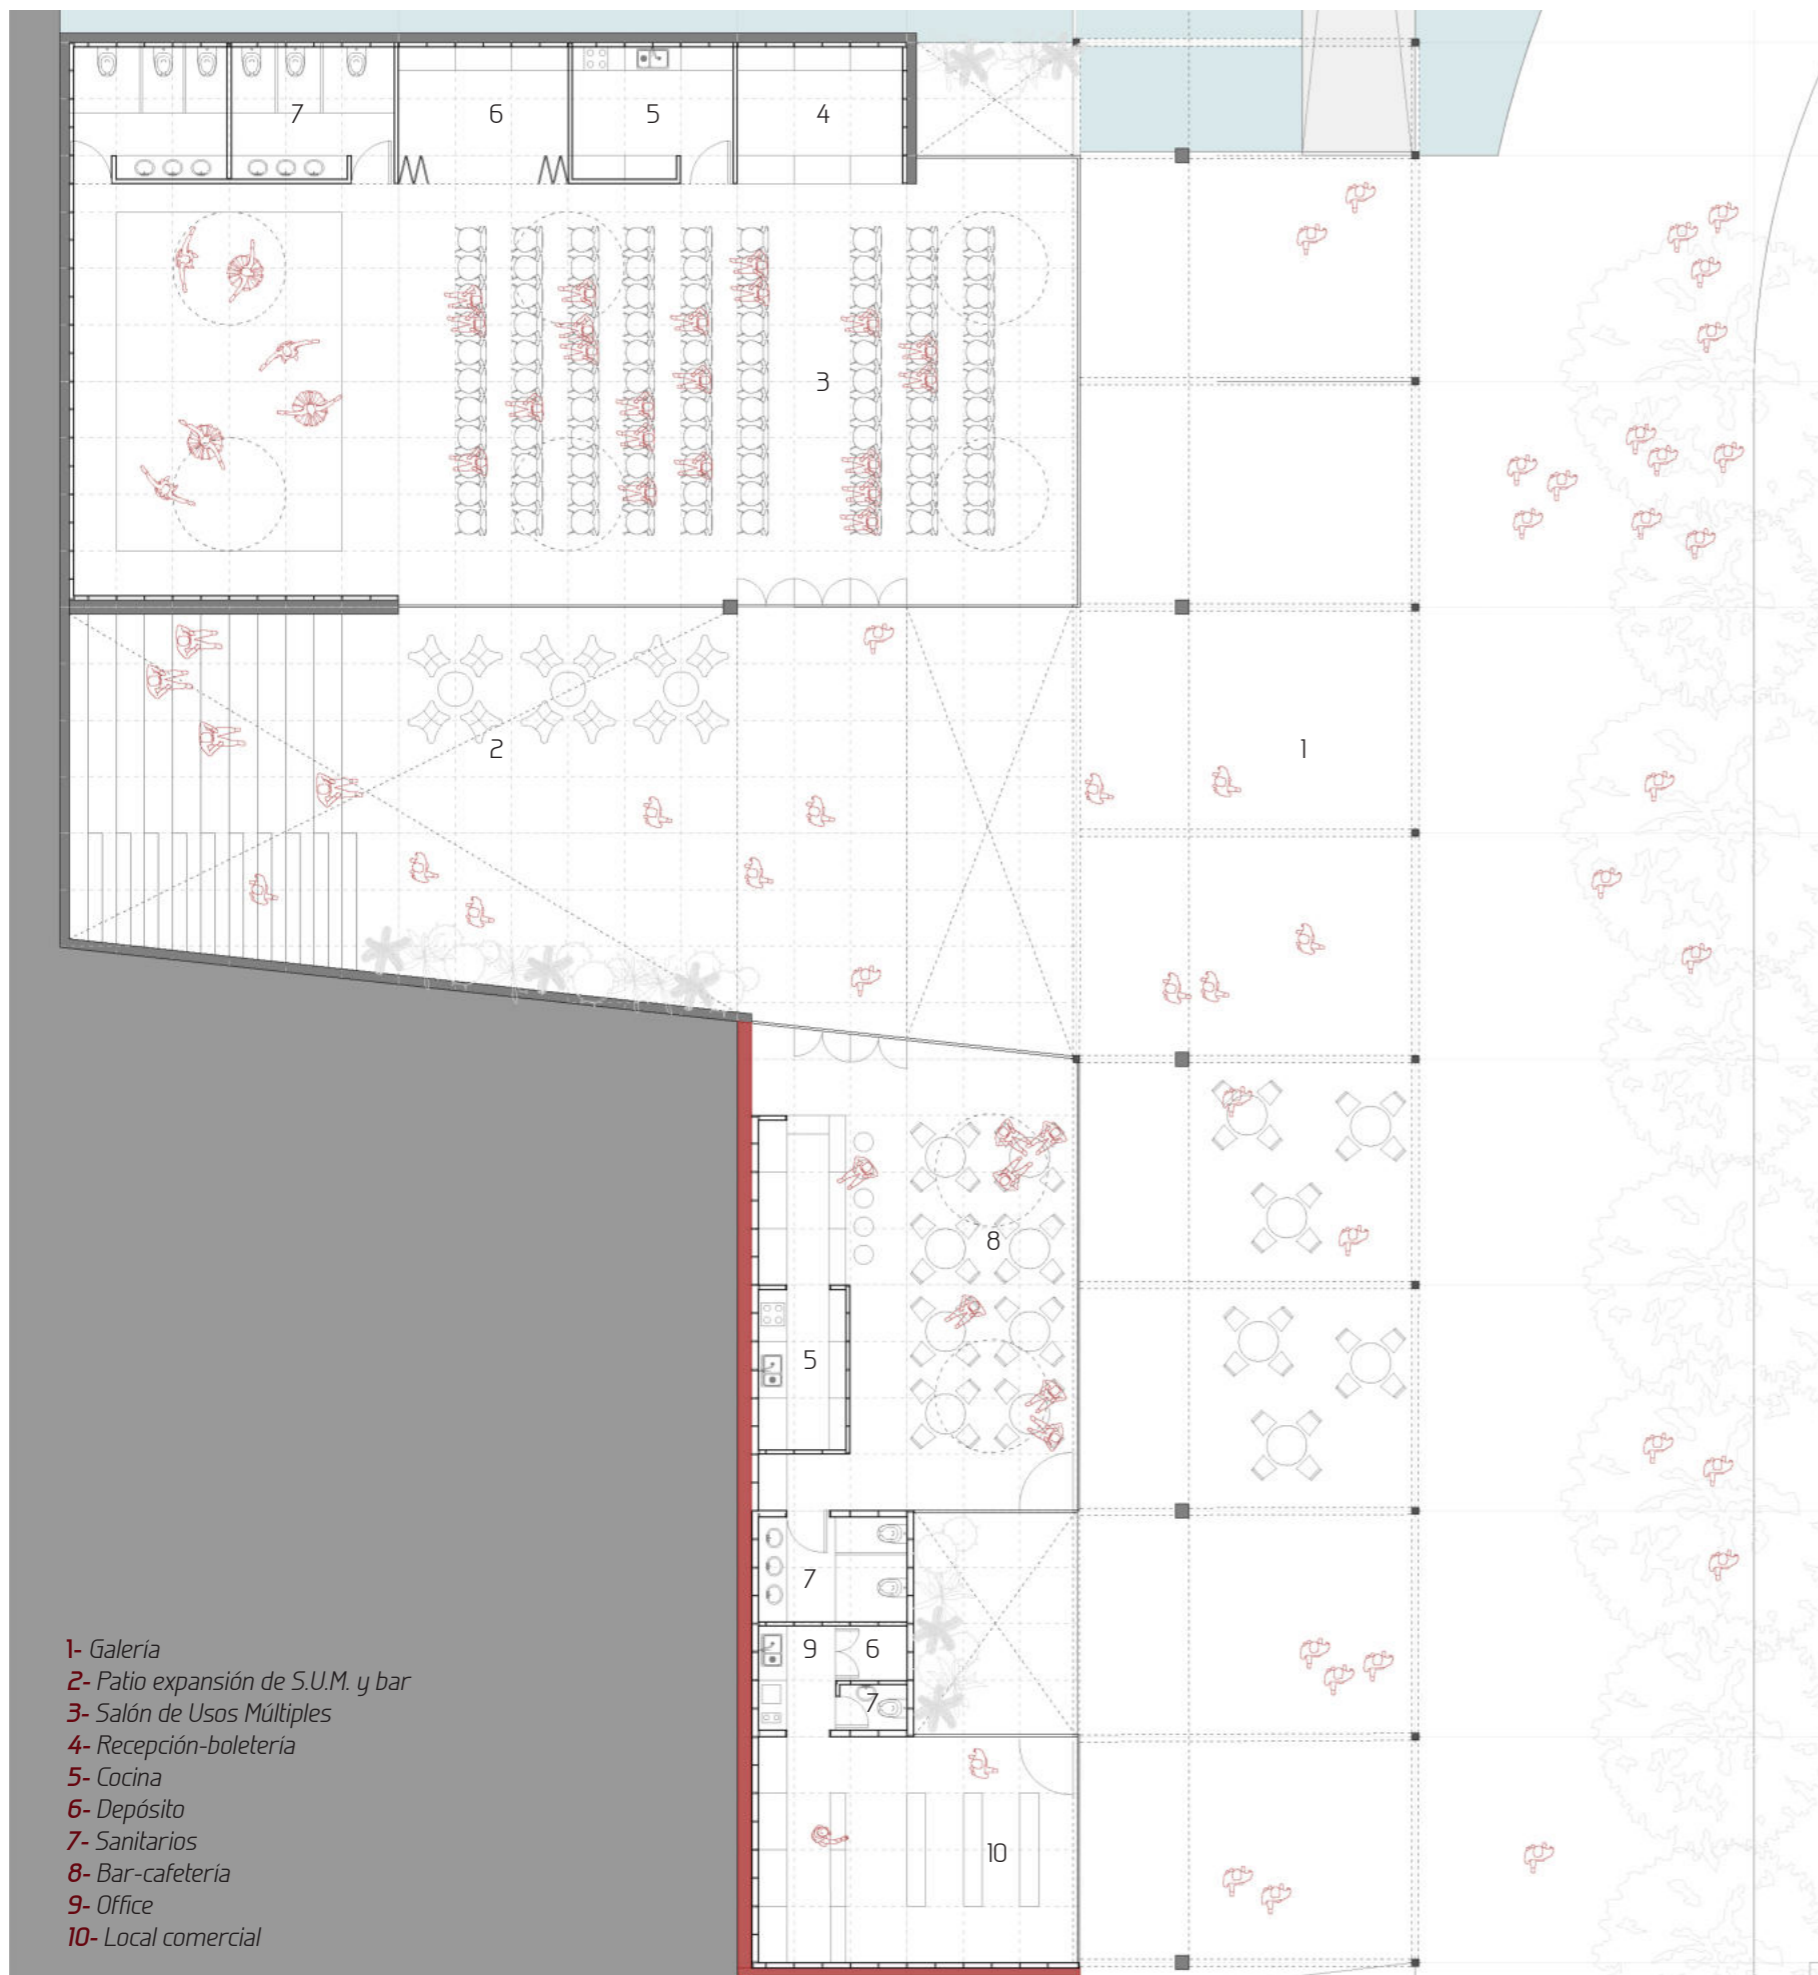 7
6
5
4
3
2
1
8
5
7
9
6
7
10
1- Galería
2- Patio expansión de S.U.M. y bar
3- Salón de Usos Múltiples
4- Recepción-boletería
5- Cocina
6- Depósito
7- Sanitarios
8- Bar-cafetería
9- Office
10- Local comercial